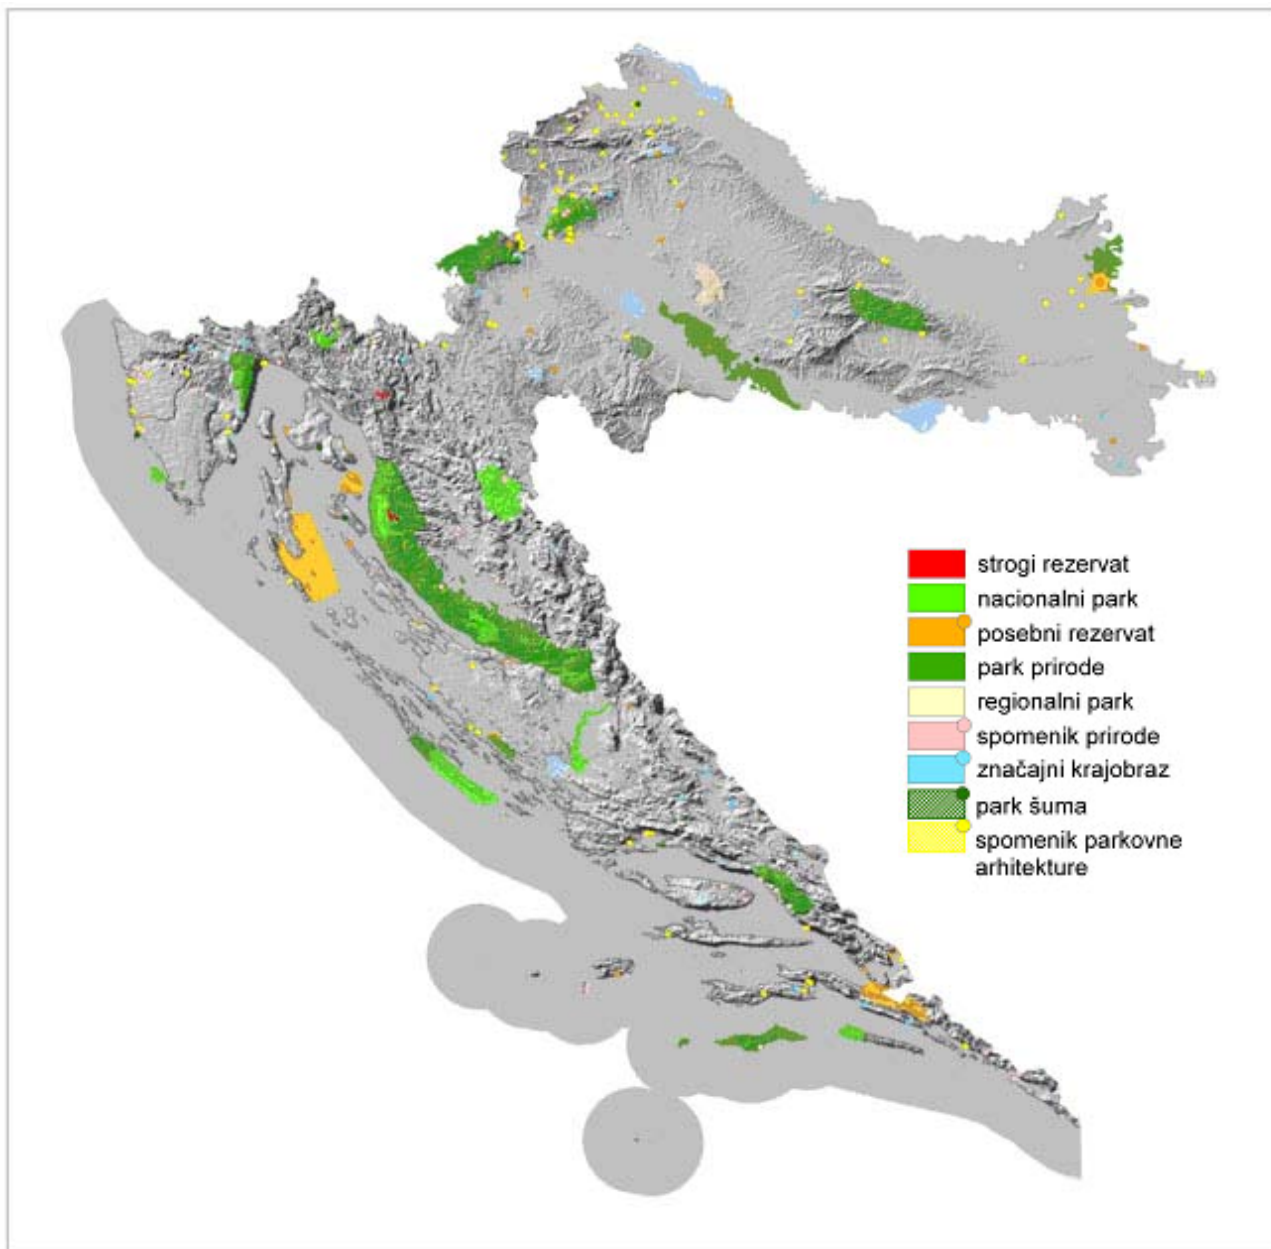 strogi rezervat
nacionalni park
posebni rezervat
park prirode
regionalni park
spomenik prirode
značajni krajobraz
park šuma
spomenik parkovne
arhitekture